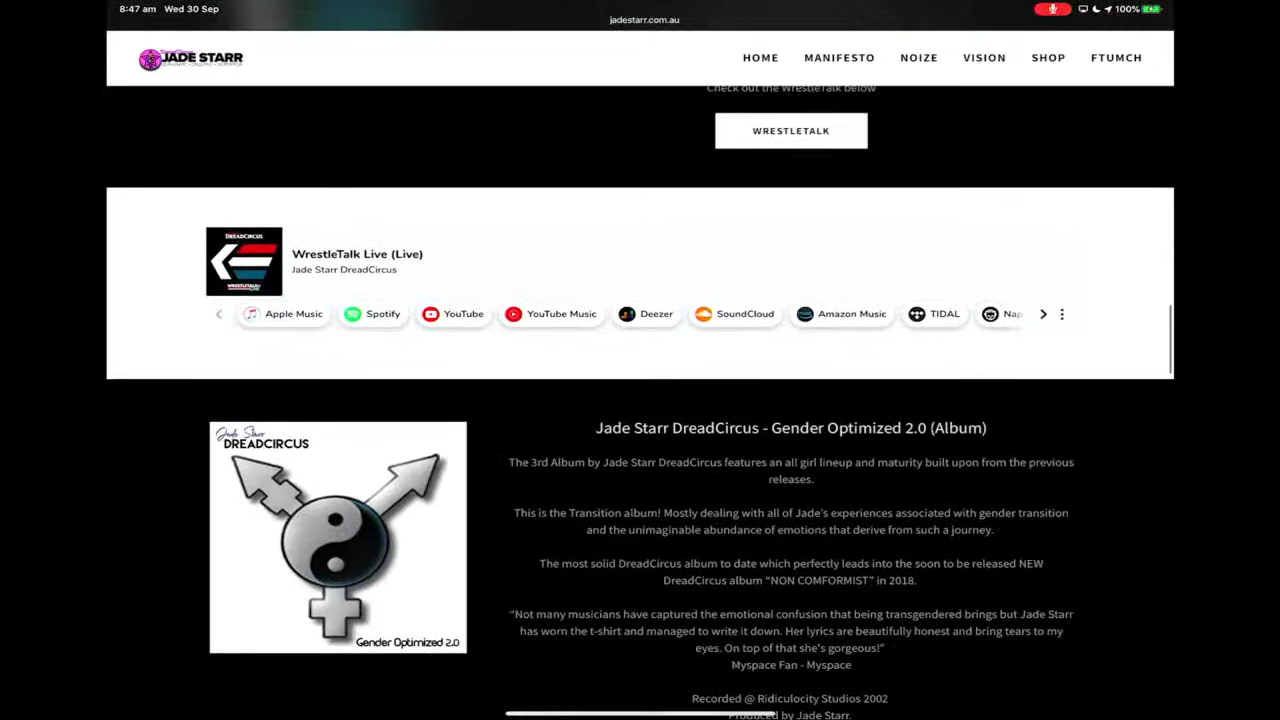 8:47 am Wed 30 Sep
100%
jadestarr.com.au
JADE STARR
HOME MANIFESTO NOIZE VISION SHOP FTUMCH
Check out the WrestleTalk below
WRESTLETALK
DREADCIRCUS
WrestleTalk Live (Live)
Jade Starr DreadCircus
Apple Music Spotify YouTube YouTube Music Deezer SoundCloud Amazon Music TIDAL Nap
Jade Starr
DREADCIRCUS
Gender Optimized 2.0
Jade Starr DreadCircus - Gender Optimized 2.0 (Album)
The 3rd Album by Jade Starr DreadCircus features an all girl lineup and maturity built upon from the previous
releases.
This is the Transition album! Mostly dealing with all of Jade's experiences associated with gender transition
and the unimaginable abundance of emotions that derive from such a journey.
The most solid DreadCircus album to date which perfectly leads into the soon to be released NEW
DreadCircus album "NON COMFORMIST" in 2018.
"Not many musicians have captured the emotional confusion that being transgendered brings but Jade Starr
has worn the t-shirt and managed to write it down. Her lyrics are beautifully honest and bring tears to my
eyes. On top of that she's gorgeous!"
Myspace Fan - Myspace
Recorded @ Ridiculocity Studios 2002
Produced by Jade Starr.